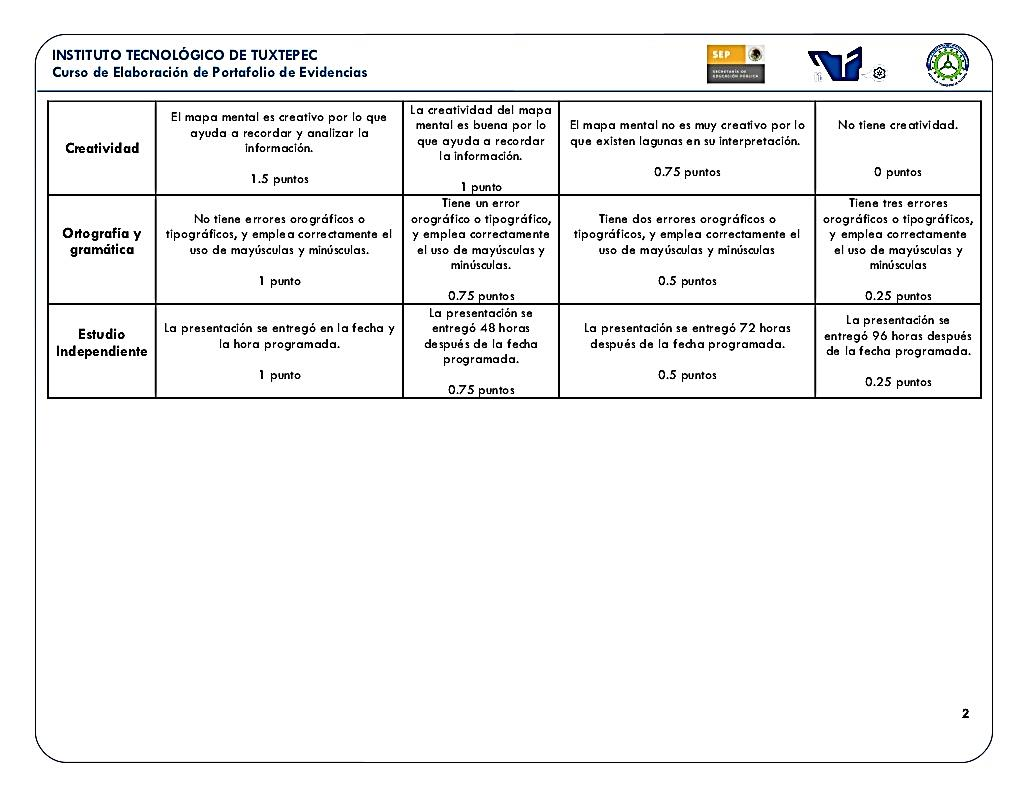 INSTITUTO TECNOLÓGICO DE TUXTEPEC
Curso de Elaboración de Portafolio de Evidencias
SEP
SECRETARÍA DE
EDUCACIÓN PÚBLICA
Creatividad
El mapa mental es creativo por lo que
ayuda a recordar y analizar la
información.
1.5 puntos
La creatividad del mapa
mental es buena por lo
que ayuda a recordar
la información.
1 punto
El mapa mental no es muy creativo por lo
que existen lagunas en su interpretación.
0.75 puntos
No tiene creatividad.
0 puntos
Ortografía y
gramática
No tiene errores orográficos o
tipográficos, y emplea correctamente el
uso de mayúsculas y minúsculas.
1 punto
Tiene un error
orográfico o tipográfico,
y emplea correctamente
el uso de mayúsculas y
minúsculas.
0.75 puntos
Tiene dos errores orográficos o
tipográficos, y emplea correctamente el
uso de mayúsculas y minúsculas
0.5 puntos
Tiene tres errores
orográficos o tipográficos,
y emplea correctamente
el uso de mayúsculas y
minúsculas
0.25 puntos
Estudio
Independiente
La presentación se entregó en la fecha y
la hora programada.
1 punto
La presentación se
entregó 48 horas
después de la fecha
programada.
0.75 puntos
La presentación se entregó 72 horas
después de la fecha programada.
0.5 puntos
La presentación se
entregó 96 horas después
de la fecha programada.
0.25 puntos
2